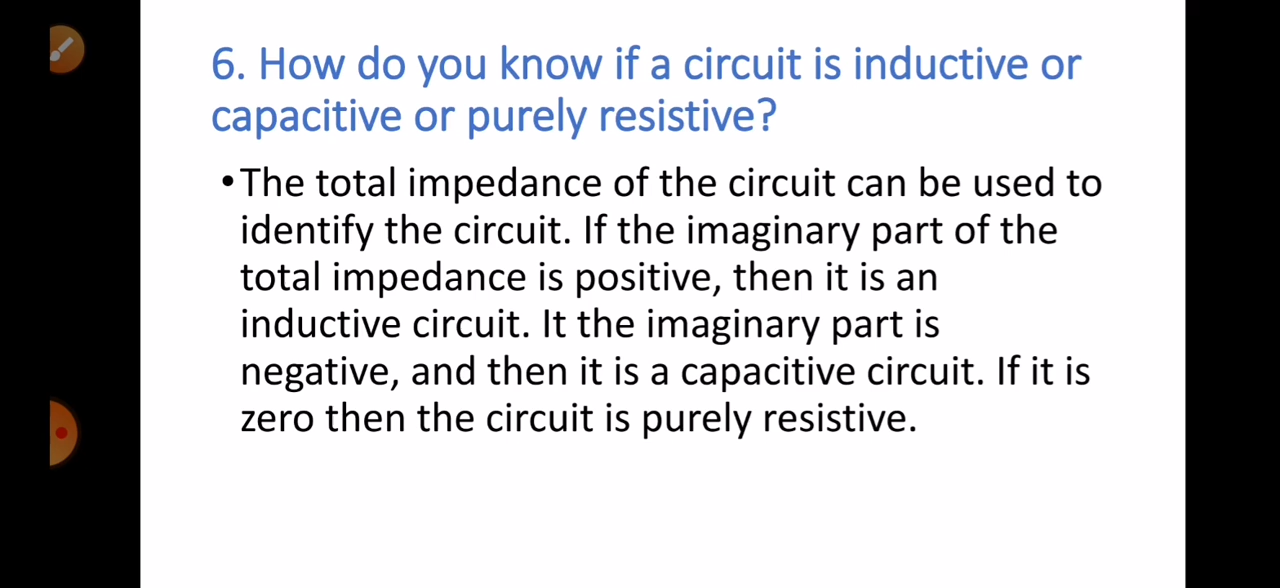 6. How do you know if a circuit is inductive or
capacitive or purely resistive?
•The total impedance of the circuit can be used to
identify the circuit. If the imaginary part of the
total impedance is positive, then it is an
inductive circuit. It the imaginary part is
negative, and then it is a capacitive circuit. If it is
zero then the circuit is purely resistive.